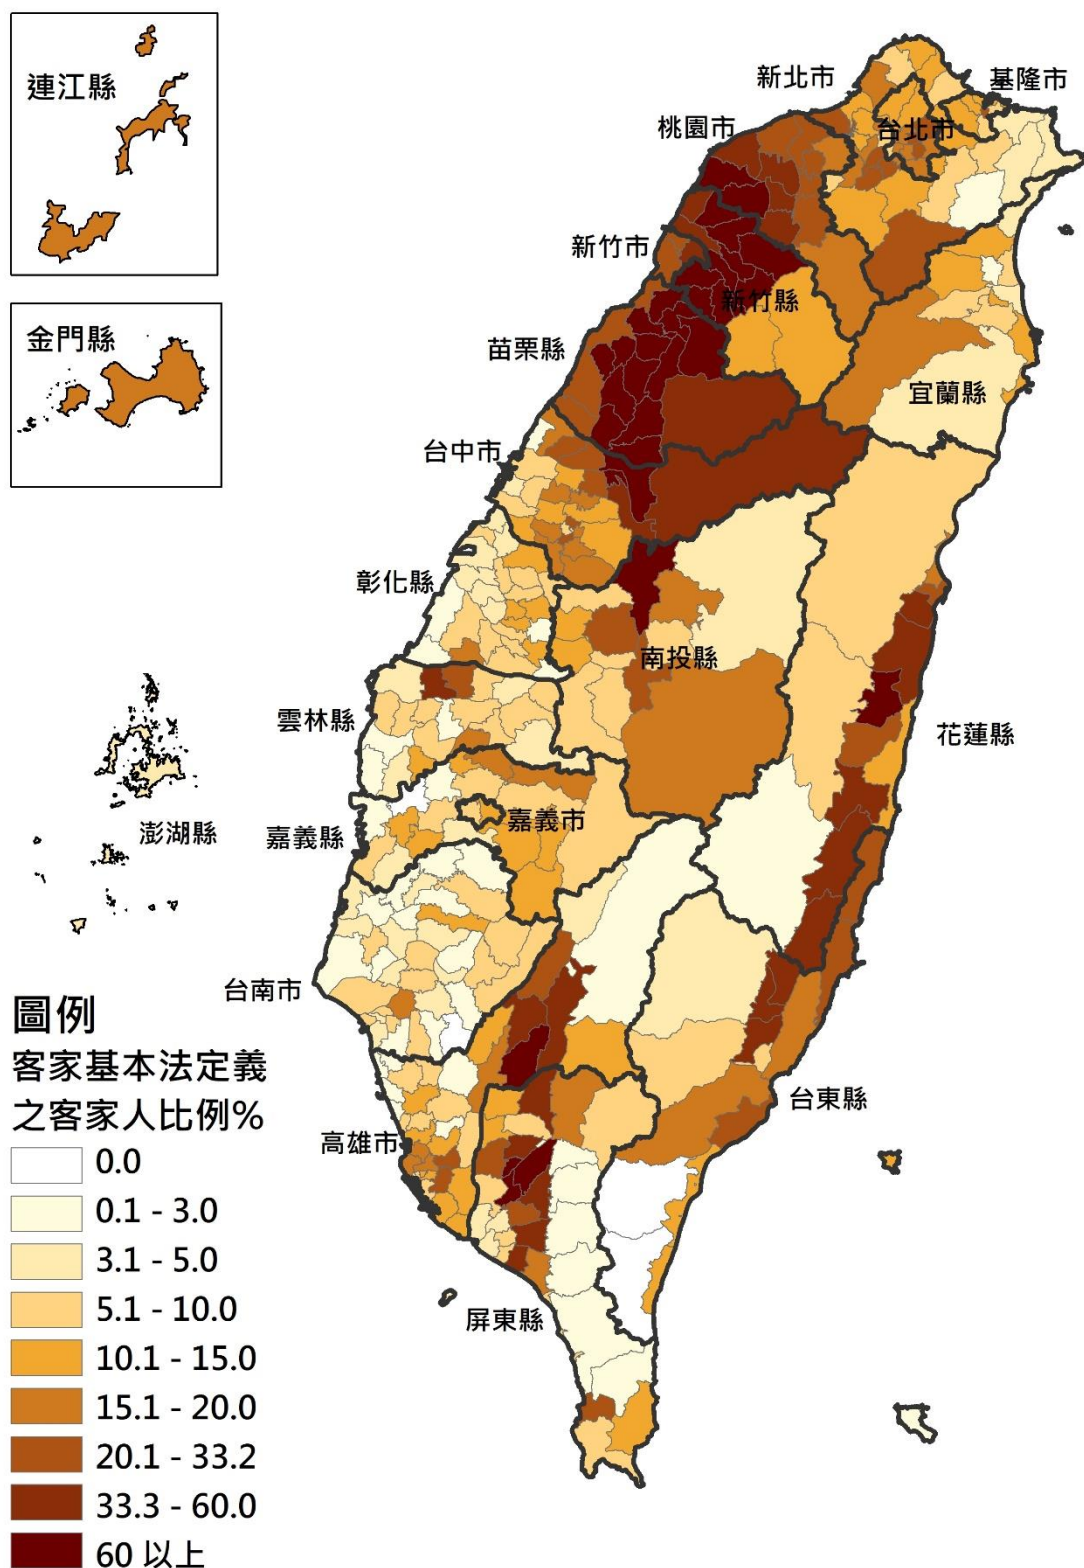 連江縣
金門縣
新北市
基隆市
桃園市
台北市
新竹市
新竹縣
苗栗縣
宜蘭縣
台中市
彰化縣
南投縣
雲林縣
花蓮縣
澎湖縣
嘉義縣
嘉義市
台南市
台東縣
高雄市
屏東縣
圖例
客家基本法定義
之客家人比例%
0.0
0.1 - 3.0
3.1 - 5.0
5.1 - 10.0
10.1 - 15.0
15.1 - 20.0
20.1 - 33.2
33.3 - 60.0
60 以上